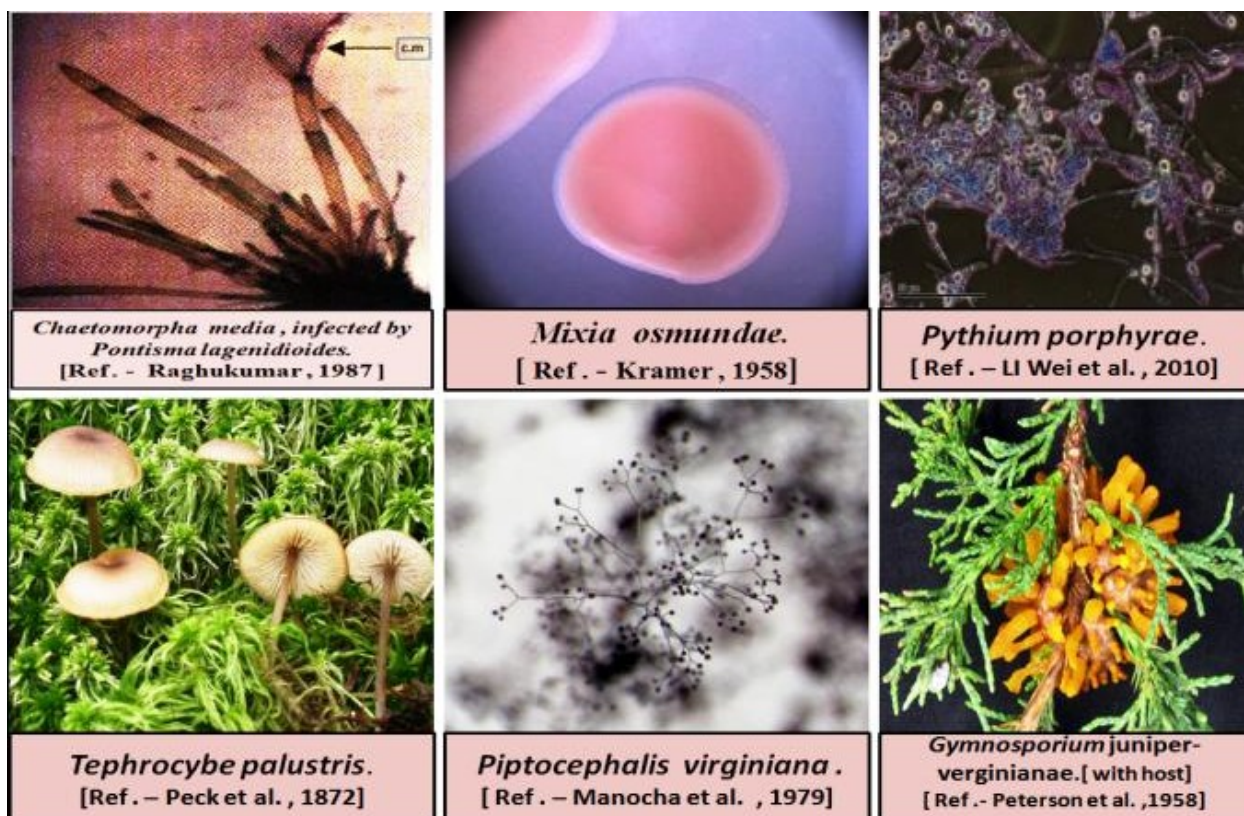 c.m
Chaetomorpha media , infected by
Pontisma lagenidioides.
[Ref. - Raghukumar, 1987]
Mixia osmundae.
[ Ref . - Kramer , 1958]
Pythium porphyrae.
[ Ref . – LI Wei et al. , 2010]
Tephrocybe palustris.
[Ref. – Peck et al. , 1872]
Piptocephalis virginiana .
[ Ref . – Manocha et al. , 1979]
Gymnosporium juniper-
verginianae.[ with host]
[ Ref .- Peterson et al. ,1958]